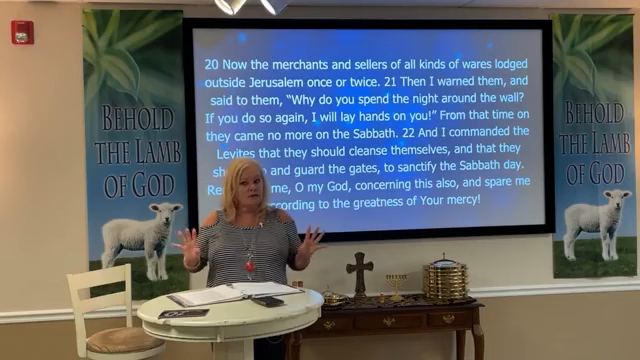 20 Now the merchants and sellers of all kinds of wares lodged
outside Jerusalem once or twice. 21 Then I warned them, and
said to them, “Why do you spend the night around the wall?
If you do so again, I will lay hands on you!” From that time on
they came no more on the Sabbath. 22 And I commanded the
Levites that they should cleanse themselves, and that they
and guard the gates, to sanctify the Sabbath day.
me, O my God, concerning this also, and spare me
according to the greatness of Your mercy!
BEHOLD
THE LAMB
OF GOD
BEHOLD
THE LAMB
OF GOD